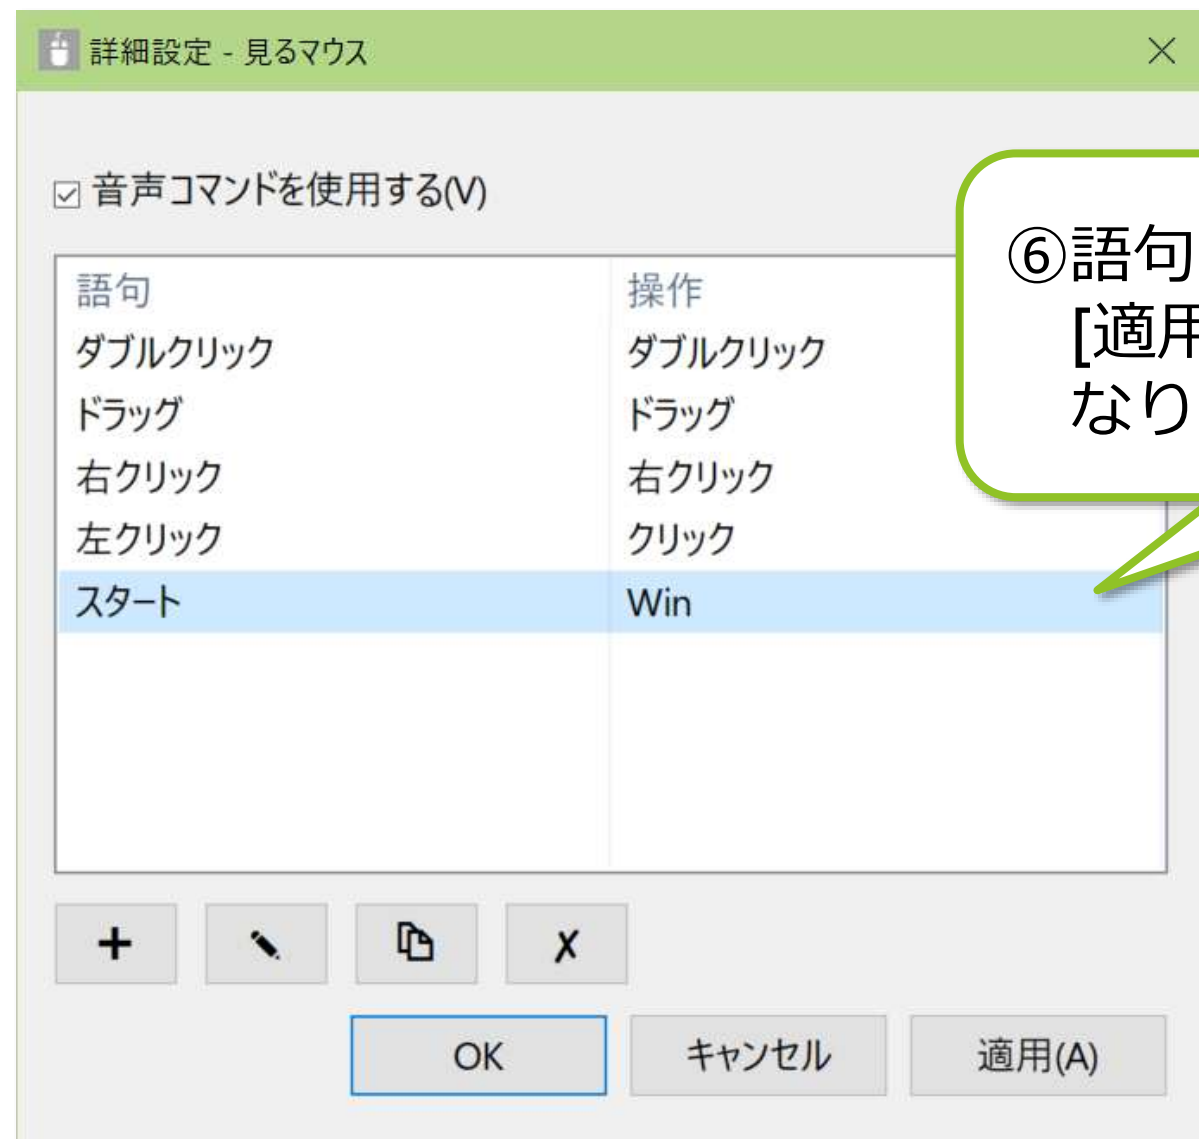 詳細設定 - 見るマウス
音声コマンドを使用する(V)
語句 操作
ダブルクリック ダブルクリック
ドラッグ ドラッグ
右クリック 右クリック
左クリック クリック
スタート Win
⑥語句
[適用
なり
OK キャンセル 適用(A)